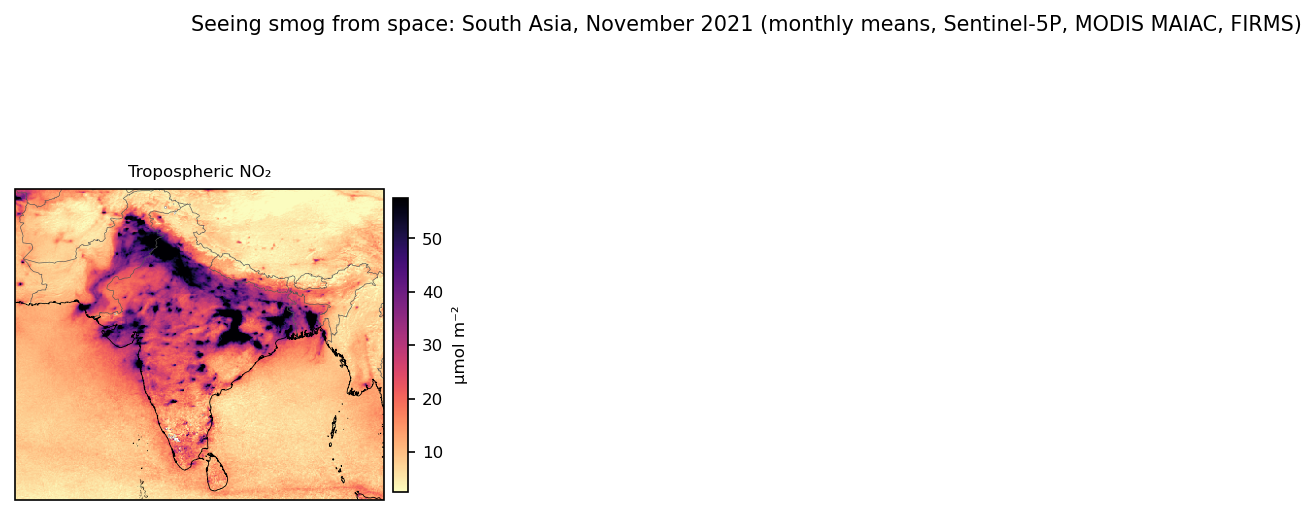 Seeing smog from space: South Asia, November 2021 (monthly means, Sentinel-5P, MODIS MAIAC, FIRMS)
Tropospheric NO₂
50
40
30
20
10
µmol m⁻²